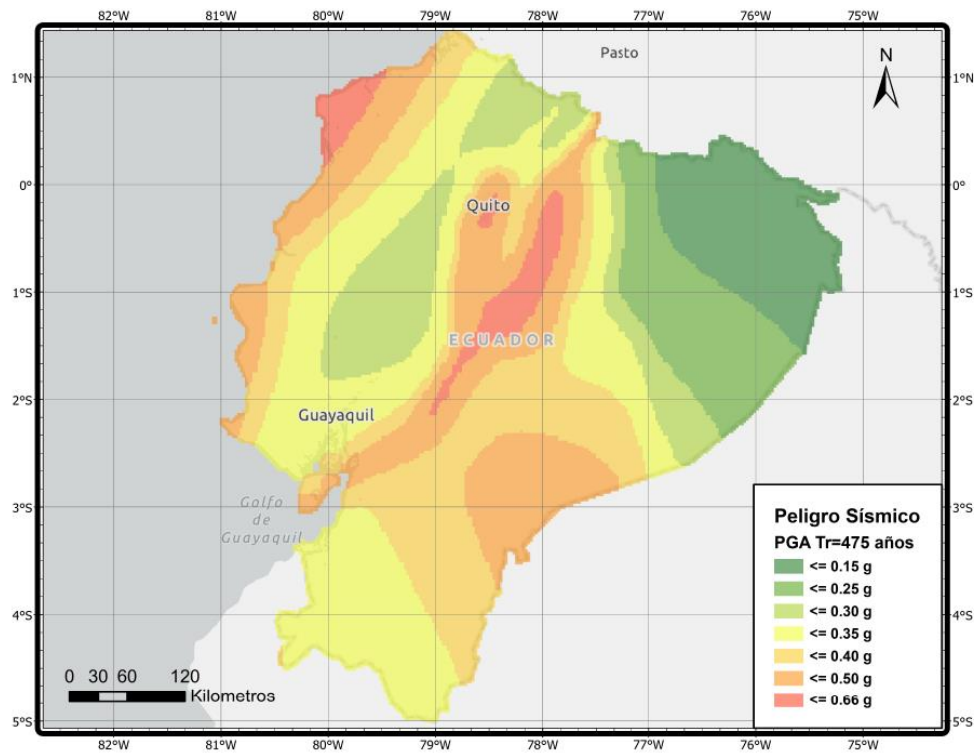 82°W 81°W 80°W 79°W 78°W 77°W 76°W 75°W
Pasto
N
1°N 1°N
0° 0°
Quito
1°S 1°S
ECUADOR
2°S 2°S
Guayaquil
3°S 3°S
Golfo
de
Guayaquil
4°S 4°S
5°S 5°S
0 30 60 120
Kilometros
Peligro Sísmico
PGA Tr=475 años
<= 0.15 g
<= 0.25 g
<= 0.30 g
<= 0.35 g
<= 0.40 g
<= 0.50 g
<= 0.66 g
82°W 81°W 80°W 79°W 78°W 77°W 76°W 75°W